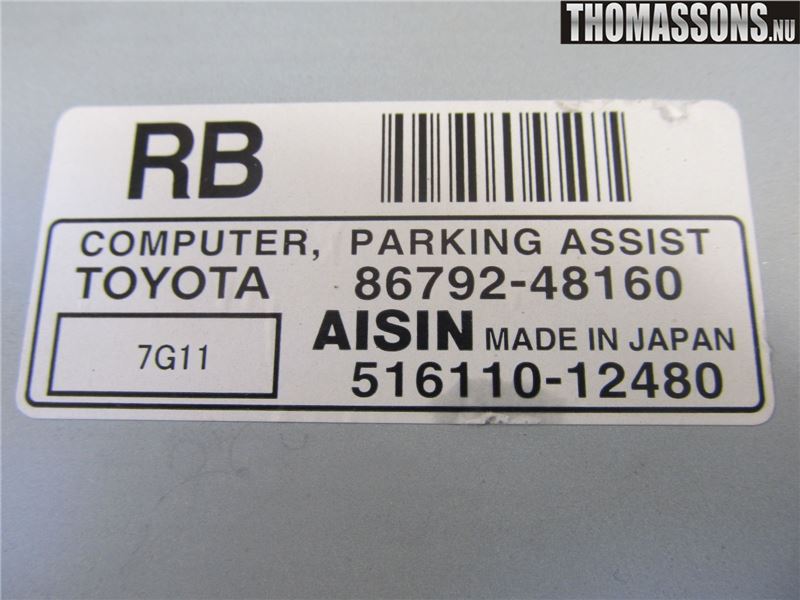 THOMASSONS.NU
RB
COMPUTER, PARKING ASSIST
TOYOTA 86792-48160
7G11
AISIN MADE IN JAPAN
516110-12480